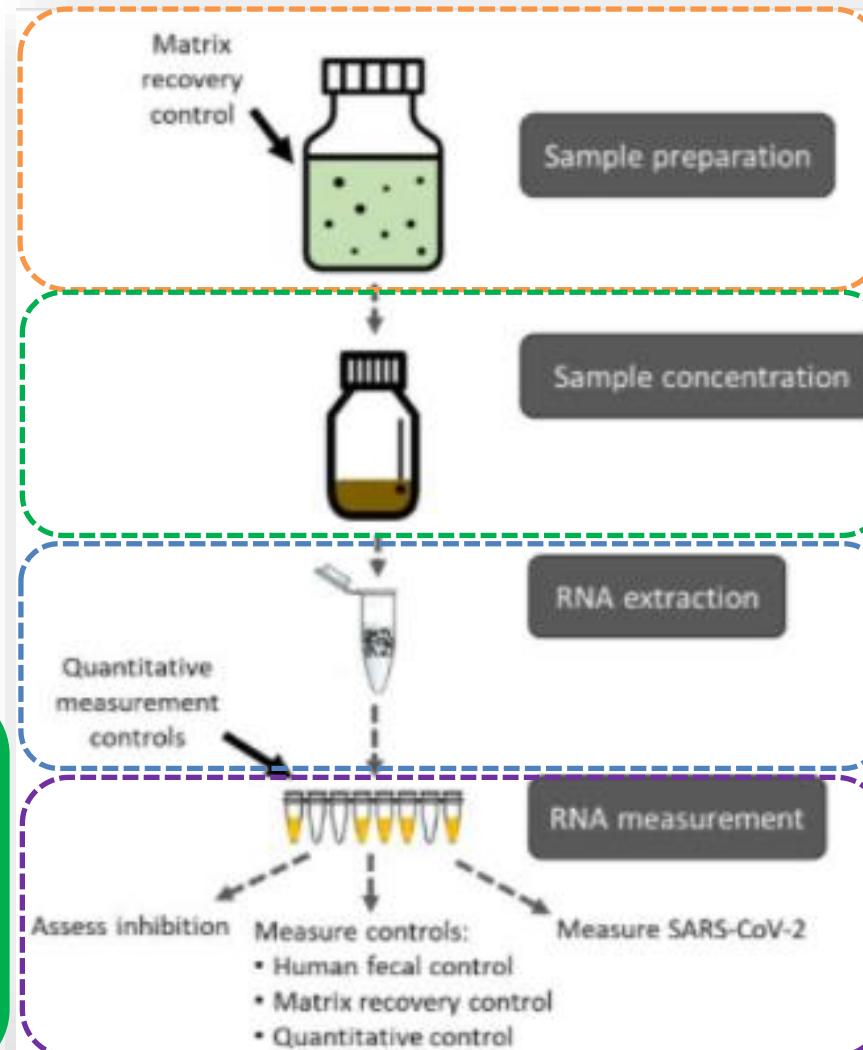 Matrix
recovery
control
Sample preparation
Sample concentration
RNA extraction
Quantitative
measurement
controls
RNA measurement
Assess inhibition
Measure controls:
• Human fecal control
• Matrix recovery control
• Quantitative control
Measure SARS-CoV-2